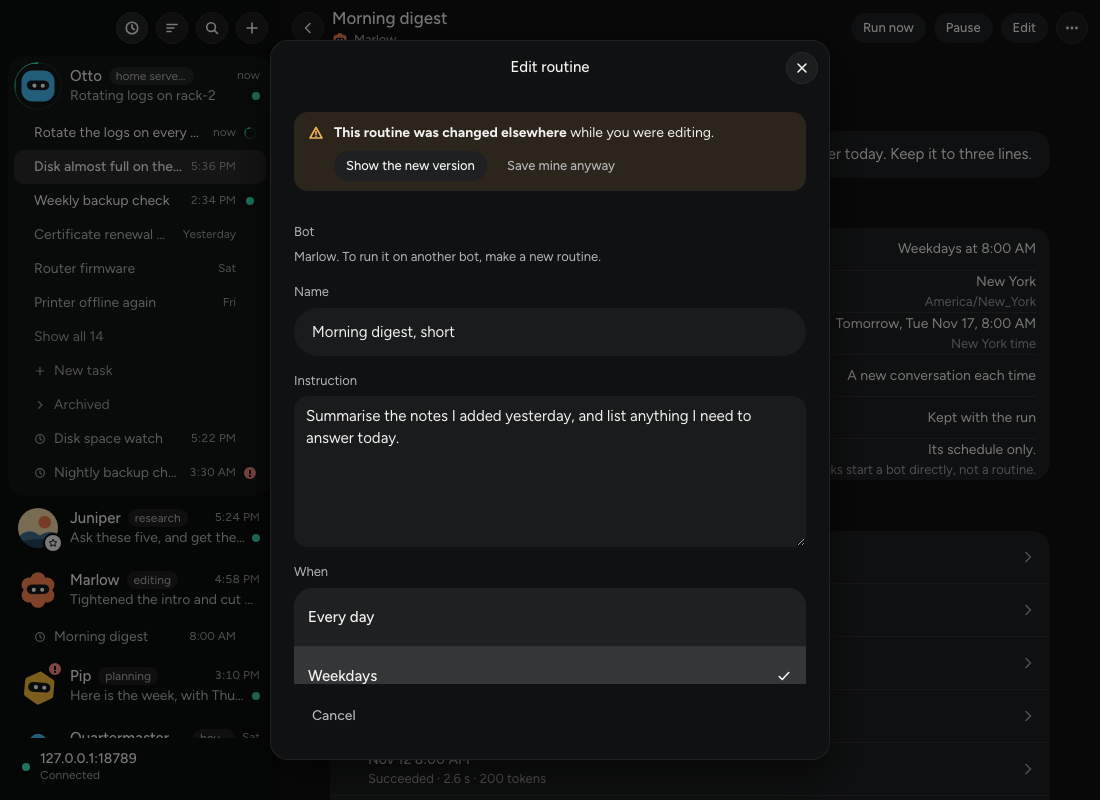 Otto
home serve...
now
Rotating logs on rack-2
Rotate the logs on every ...
now
Disk almost full on the...
5:36 PM
Weekly backup check
2:34 PM
Certificate renewal ...
Yesterday
Router firmware
Sat
Printer offline again
Fri
Show all 14
New task
Archived
Disk space watch
5:22 PM
Nightly backup ch...
3:30 AM
Juniper
research
5:24 PM
Ask these five, and get the...
Marlow
editing
4:58 PM
Tightened the intro and cut ...
Morning digest
8:00 AM
Pip
planning
3:10 PM
Here is the week, with Thu...
Quartermaster
Sat
127.0.0.1:18789
Connected
Morning digest
Marlow
Run now
Pause
Edit
er today. Keep it to three lines.
Weekdays at 8:00 AM
New York
America/New_York
Tomorrow, Tue Nov 17, 8:00 AM
New York time
A new conversation each time
Kept with the run
Its schedule only.
ks start a bot directly, not a routine.
Nov 12 8:00 AM
Succeeded · 2.6 s · 200 tokens
Edit routine
This routine was changed elsewhere while you were editing.
Show the new version
Save mine anyway
Bot
Marlow. To run it on another bot, make a new routine.
Name
Morning digest, short
Instruction
Summarise the notes I added yesterday, and list anything I need to
answer today.
When
Every day
Weekdays
Cancel